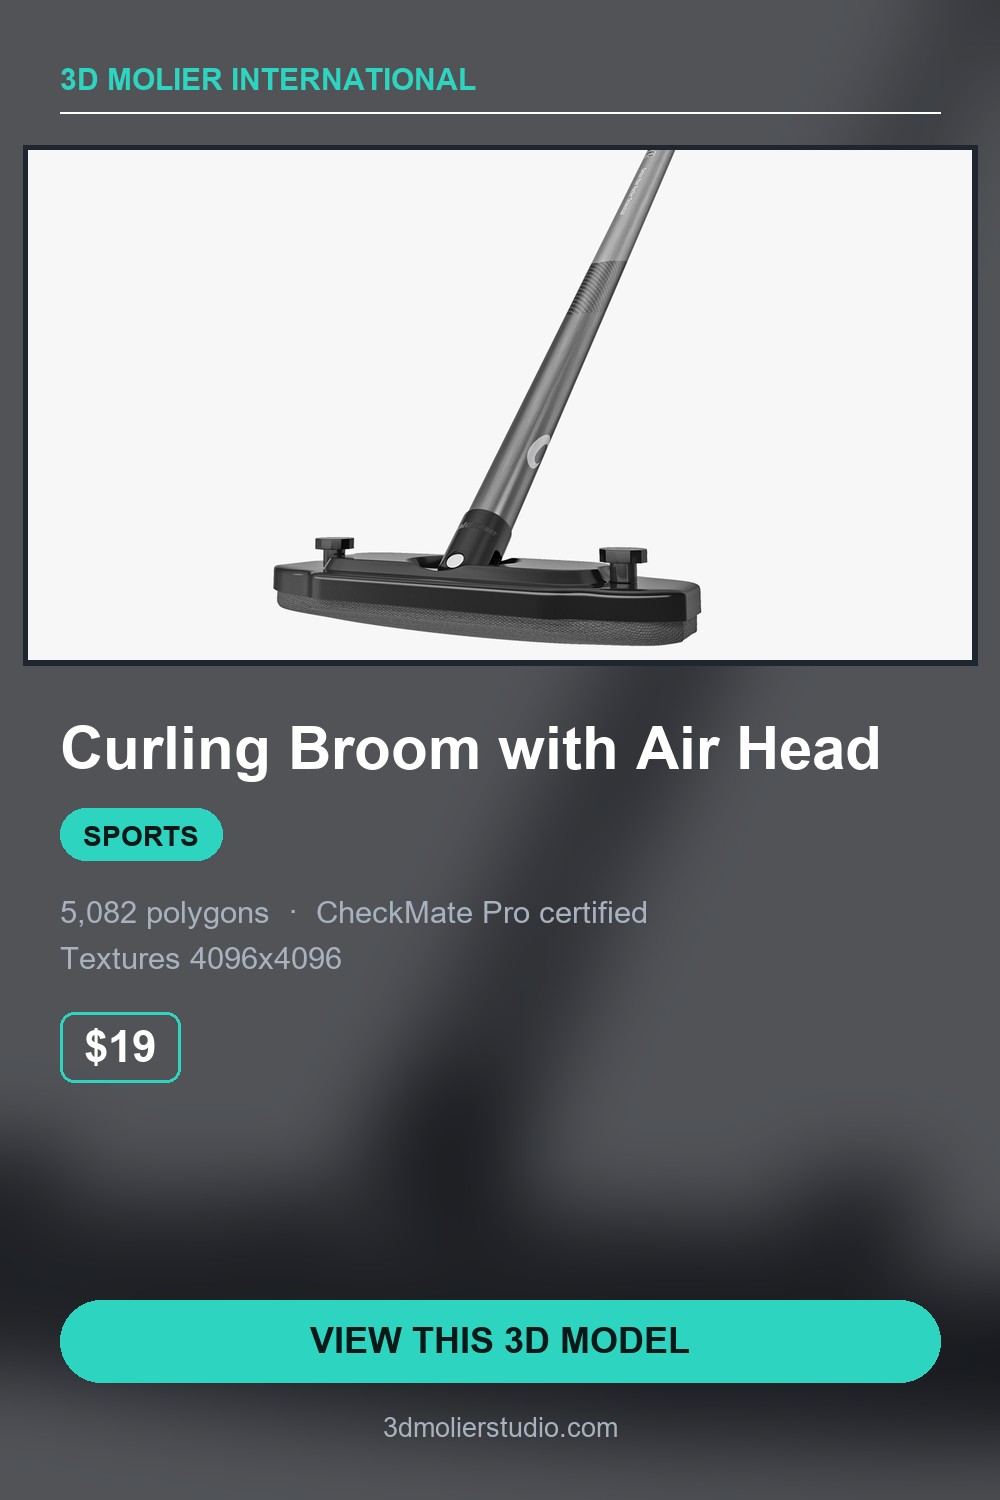 3D MOLIER INTERNATIONAL
Curling Broom with Air Head
SPORTS
5,082 polygons · CheckMate Pro certified
Textures 4096x4096
$19
VIEW THIS 3D MODEL
3dmolierstudio.com